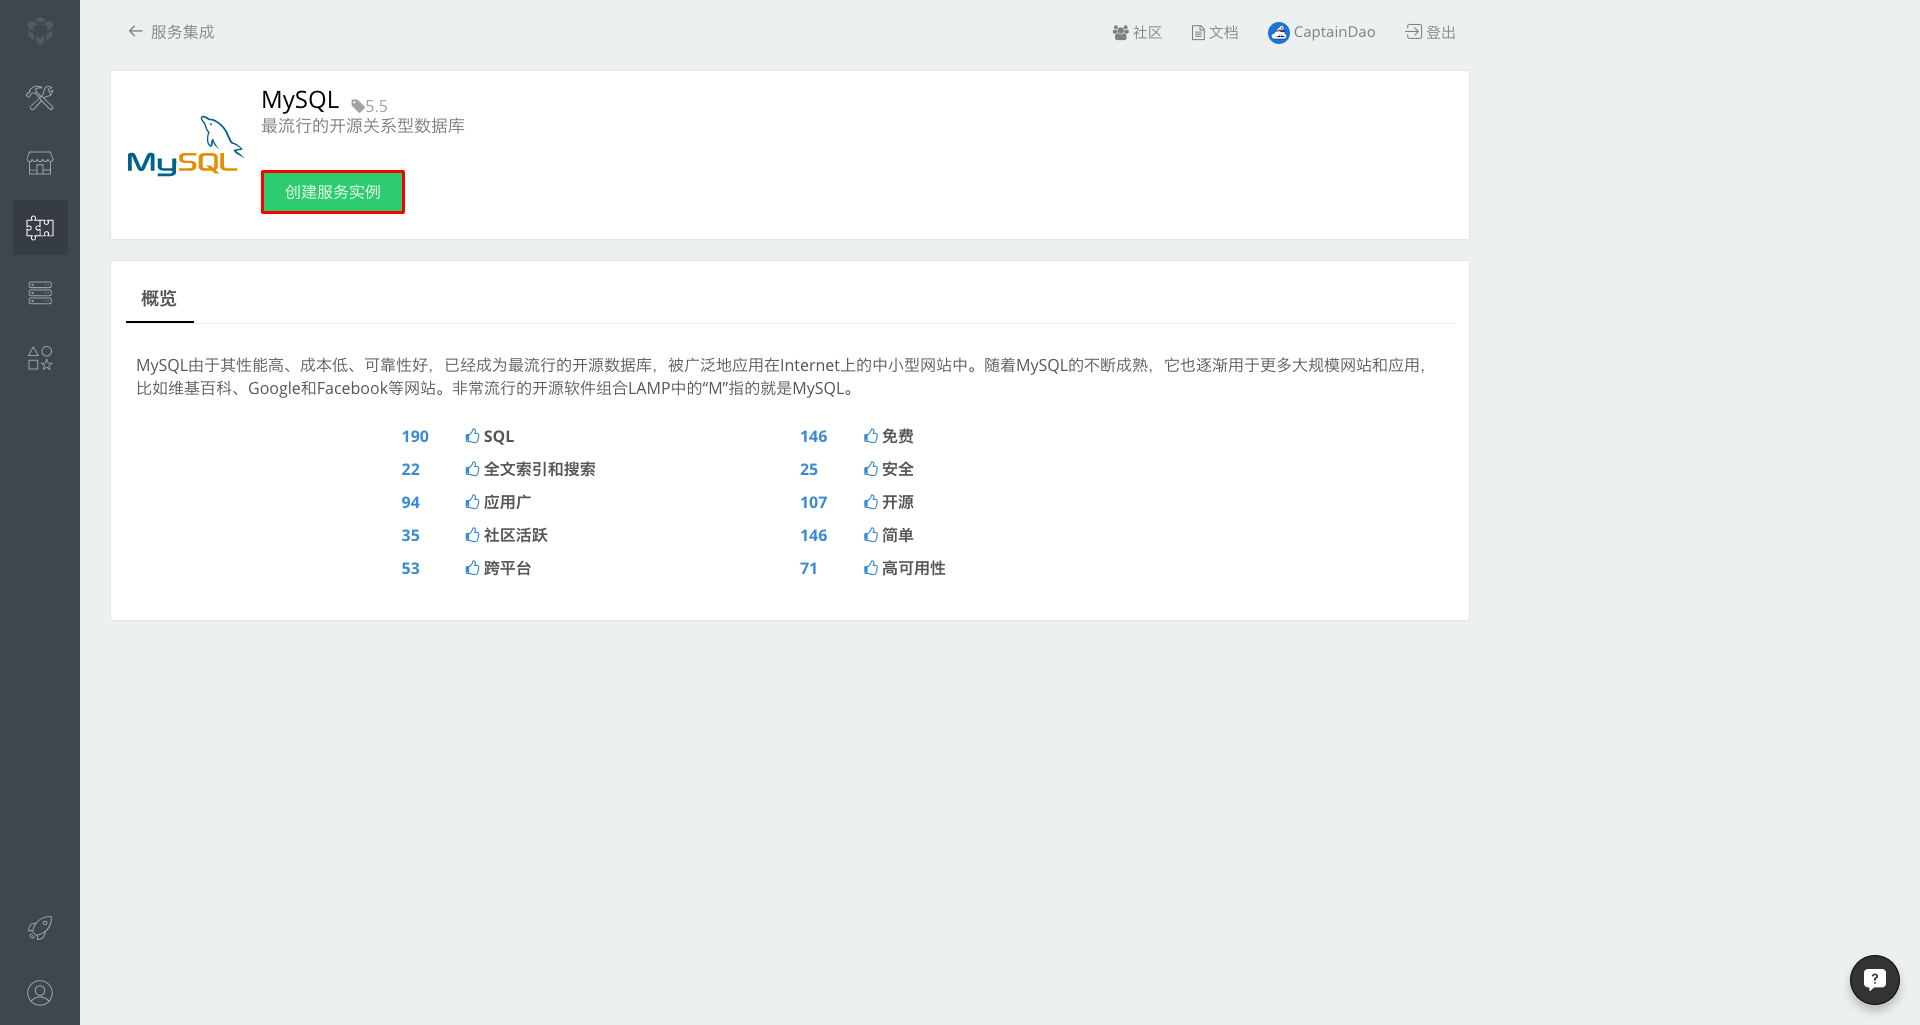 服务集成
社区
文档
CaptainDao
登出
MySQL
MySQL 5.5
最流行的开源关系型数据库
创建服务实例
概览
MySQL由于其性能高、成本低、可靠性好，已经成为最流行的开源数据库，被广泛地应用在Internet上的中小型网站中。随着MySQL的不断成熟，它也逐渐用于更多大规模网站和应用，
比如维基百科、Google和Facebook等网站。非常流行的开源软件组合LAMP中的“M”指的就是MySQL。
190 SQL 146 免费
22 全文索引和搜索 25 安全
94 应用广 107 开源
35 社区活跃 146 简单
53 跨平台 71 高可用性
?